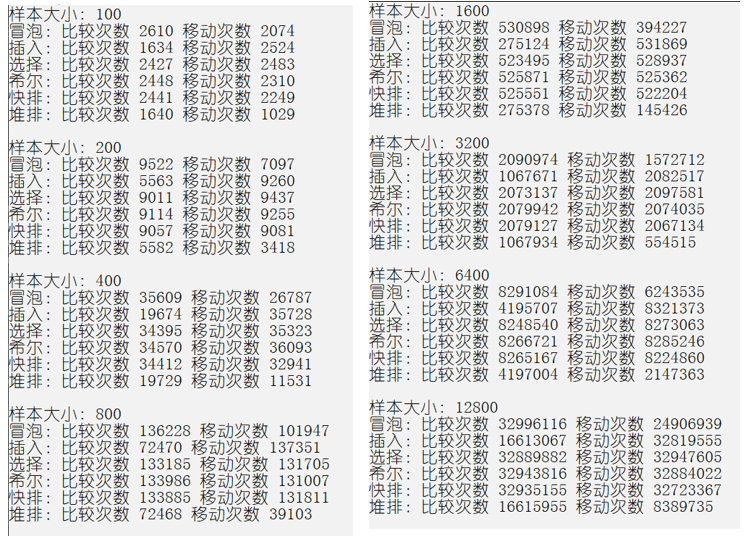 样本大小: 100
冒泡: 比较次数 2610 移动次数 2074
插入: 比较次数 1634 移动次数 2524
选择: 比较次数 2427 移动次数 2483
希尔: 比较次数 2448 移动次数 2310
快排: 比较次数 2441 移动次数 2249
堆排: 比较次数 1640 移动次数 1029
样本大小: 200
冒泡: 比较次数 9522 移动次数 7097
插入: 比较次数 5563 移动次数 9260
选择: 比较次数 9011 移动次数 9437
希尔: 比较次数 9114 移动次数 9255
快排: 比较次数 9057 移动次数 9081
堆排: 比较次数 5582 移动次数 3418
样本大小: 400
冒泡: 比较次数 35609 移动次数 26787
插入: 比较次数 19674 移动次数 35728
选择: 比较次数 34395 移动次数 35323
希尔: 比较次数 34570 移动次数 36093
快排: 比较次数 34412 移动次数 32941
堆排: 比较次数 19729 移动次数 11531
样本大小: 800
冒泡: 比较次数 136228 移动次数 101947
插入: 比较次数 72470 移动次数 137351
选择: 比较次数 133185 移动次数 131705
希尔: 比较次数 133986 移动次数 131007
快排: 比较次数 133885 移动次数 131811
堆排: 比较次数 72468 移动次数 39103
样本大小: 1600
冒泡: 比较次数 530898 移动次数 394227
插入: 比较次数 275124 移动次数 531869
选择: 比较次数 523495 移动次数 528937
希尔: 比较次数 525871 移动次数 525362
快排: 比较次数 525551 移动次数 522204
堆排: 比较次数 275378 移动次数 145426
样本大小: 3200
冒泡: 比较次数 2090974 移动次数 1572712
插入: 比较次数 1067671 移动次数 2082517
选择: 比较次数 2073137 移动次数 2097581
希尔: 比较次数 2079942 移动次数 2074035
快排: 比较次数 2079127 移动次数 2067134
堆排: 比较次数 1067934 移动次数 554515
样本大小: 6400
冒泡: 比较次数 8291084 移动次数 6243535
插入: 比较次数 4195707 移动次数 8321373
选择: 比较次数 8248540 移动次数 8273063
希尔: 比较次数 8266721 移动次数 8285246
快排: 比较次数 8265167 移动次数 8224860
堆排: 比较次数 4197004 移动次数 2147363
样本大小: 12800
冒泡: 比较次数 32996116 移动次数 24906939
插入: 比较次数 16613067 移动次数 32819555
选择: 比较次数 32889882 移动次数 32947605
希尔: 比较次数 32943816 移动次数 32884022
快排: 比较次数 32935155 移动次数 32723367
堆排: 比较次数 16615955 移动次数 8389735